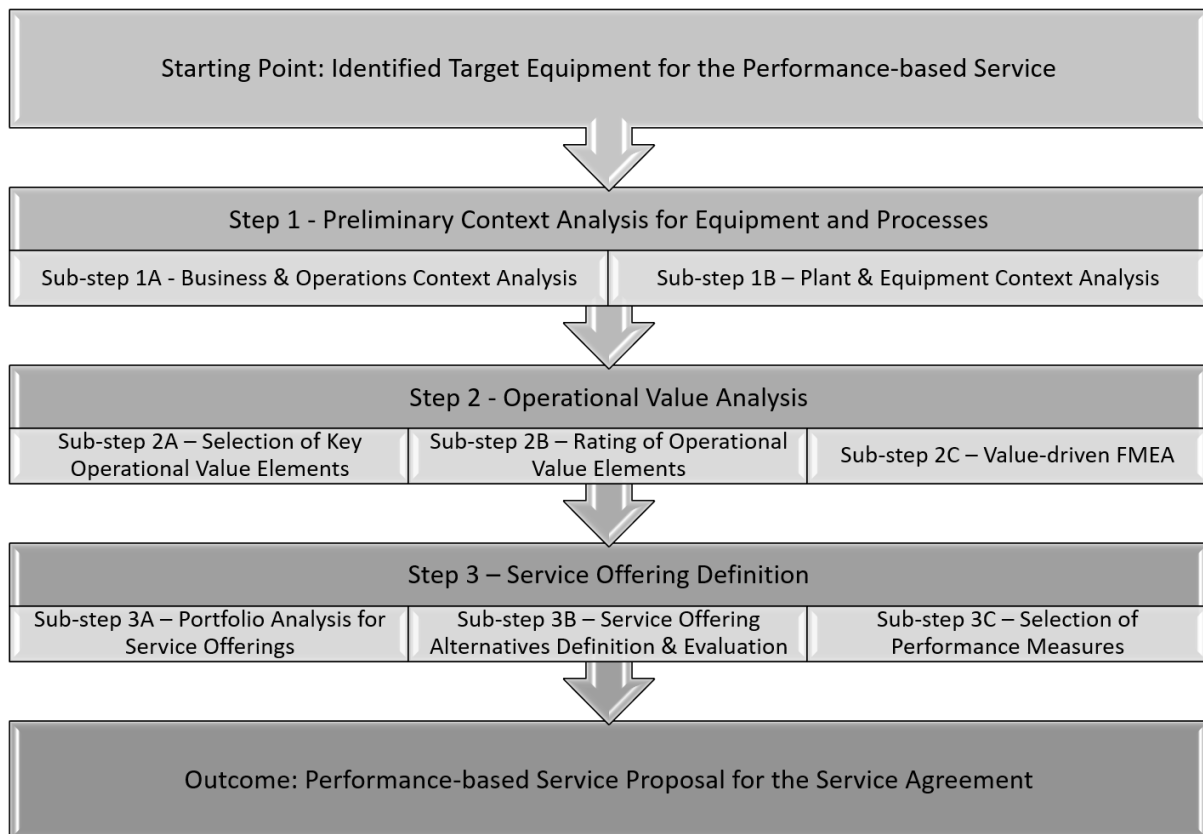 Starting Point: Identified Target Equipment for the Performance-based Service
Step 1 - Preliminary Context Analysis for Equipment and Processes
Sub-step 1A - Business & Operations Context Analysis
Sub-step 1B – Plant & Equipment Context Analysis
Step 2 - Operational Value Analysis
Sub-step 2A – Selection of Key
Operational Value Elements
Sub-step 2B – Rating of Operational
Value Elements
Sub-step 2C – Value-driven FMEA
Step 3 – Service Offering Definition
Sub-step 3A – Portfolio Analysis for
Service Offerings
Sub-step 3B – Service Offering
Alternatives Definition & Evaluation
Sub-step 3C – Selection of
Performance Measures
Outcome: Performance-based Service Proposal for the Service Agreement